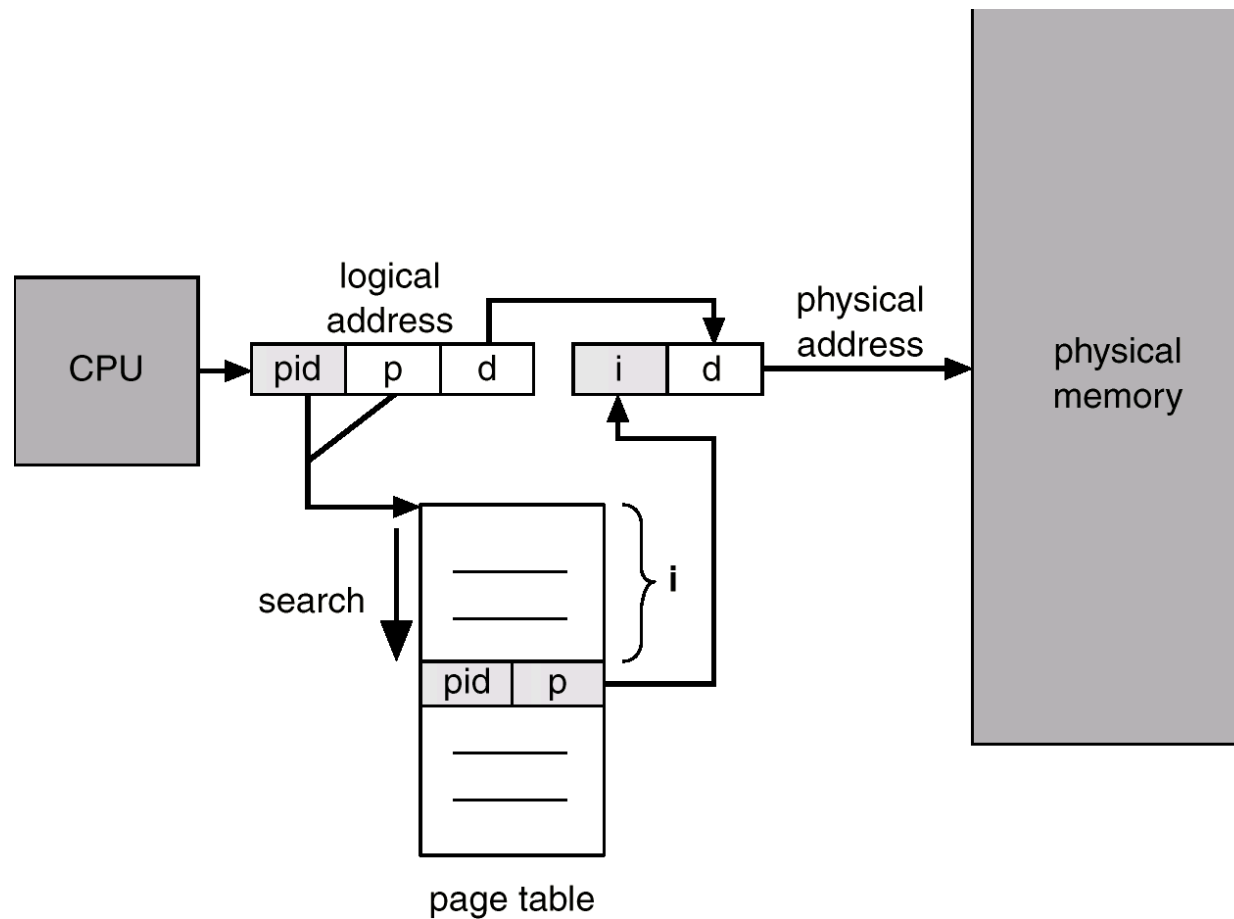 logical
address
physical
address
CPU
pid
p
d
i
d
physical
memory
search
i
pid
p
page table